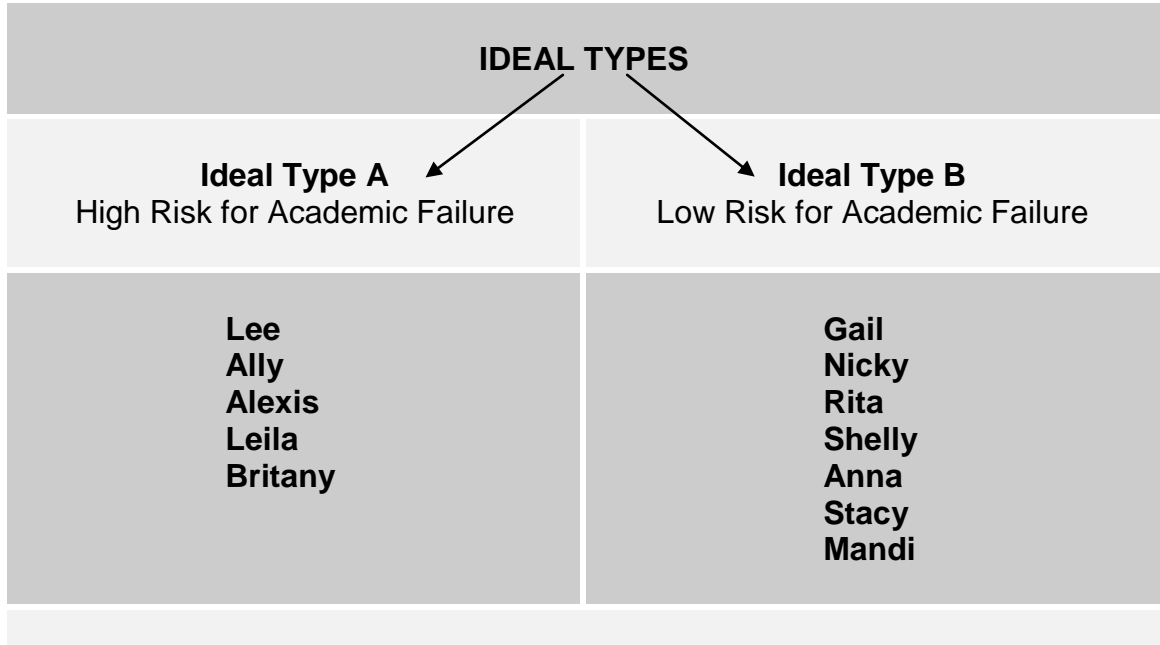 IDEAL TYPES
Ideal Type A
High Risk for Academic Failure
Ideal Type B
Low Risk for Academic Failure
Lee
Ally
Alexis
Leila
Britany
Gail
Nicky
Rita
Shelly
Anna
Stacy
Mandi